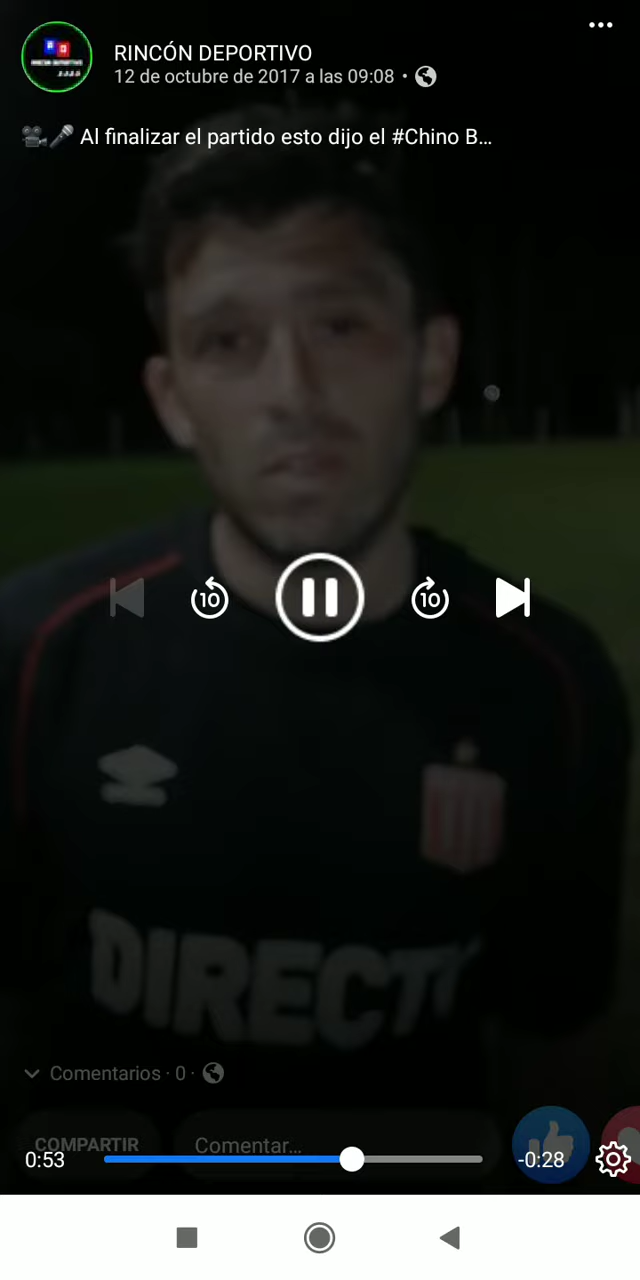 RINCÓN DEPORTIVO
12 de octubre de 2017 a las 09:08 •
Al finalizar el partido esto dijo el #Chino B...
10
10
DIRECTV
Comentarios · 0 ·
COMPARTIR
Comentar...
0:53
-0:28